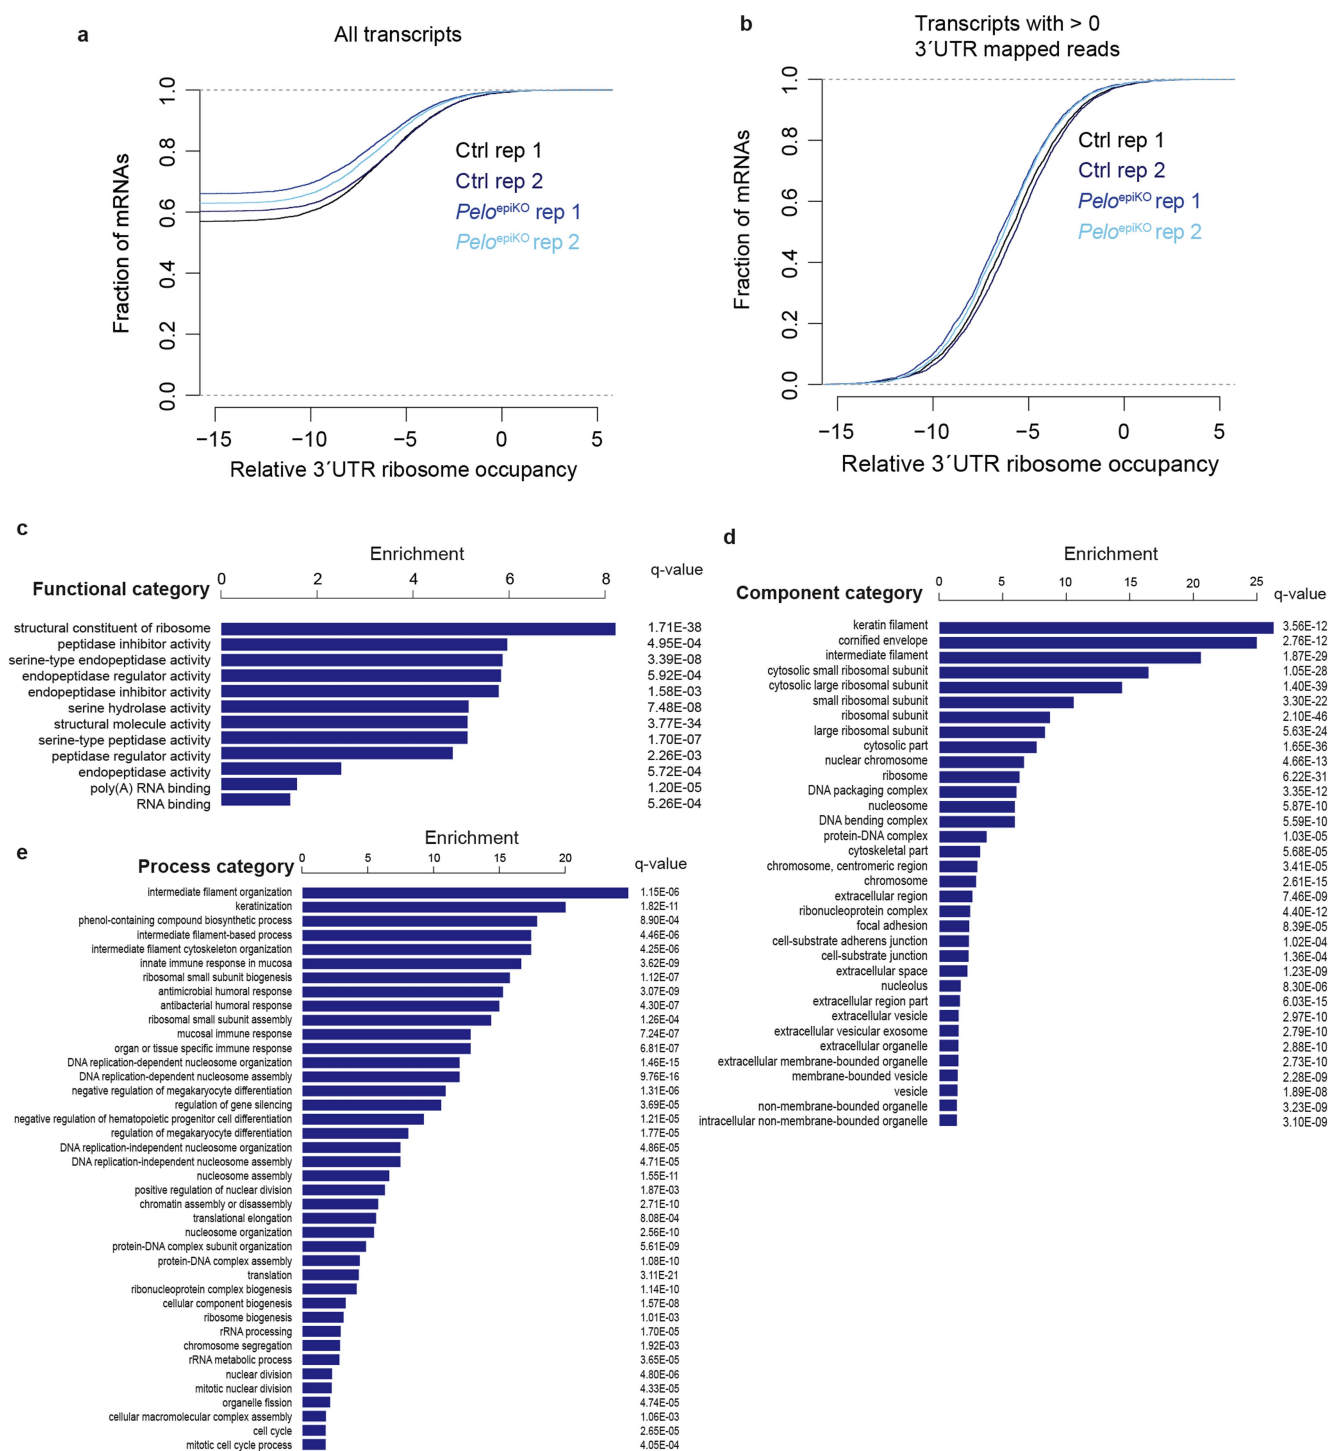 a
All transcripts
1.0
0.8
0.6
0.4
0.2
0.0
Fraction of mRNAs
Ctrl rep 1
Ctrl rep 2
Pelo^epiKO rep 1
Pelo^epiKO rep 2
−15 −10 −5 0 5
Relative 3´UTR ribosome occupancy
b
Transcripts with > 0
3´UTR mapped reads
1.0
0.8
0.6
0.4
0.2
0.0
Fraction of mRNAs
Ctrl rep 1
Ctrl rep 2
Pelo^epiKO rep 1
Pelo^epiKO rep 2
−15 −10 −5 0 5
Relative 3´UTR ribosome occupancy
c
Enrichment
q-value
Functional category 0 2 4 6 8
structural constituent of ribosome 1.71E-38
peptidase inhibitor activity 4.95E-04
serine-type endopeptidase activity 3.39E-08
endopeptidase regulator activity 5.92E-04
endopeptidase inhibitor activity 1.58E-03
serine hydrolase activity 7.48E-08
structural molecule activity 3.77E-34
serine-type peptidase activity 1.70E-07
peptidase regulator activity 2.26E-03
endopeptidase activity 5.72E-04
poly(A) RNA binding 1.20E-05
RNA binding 5.26E-04
d
Enrichment
0 5 10 15 20 25
Component category q-value
keratin filament 3.56E-12
cornified envelope 2.76E-12
intermediate filament 1.87E-29
cytosolic small ribosomal subunit 1.05E-28
cytosolic large ribosomal subunit 1.40E-39
small ribosomal subunit 3.30E-22
ribosomal subunit 2.10E-46
large ribosomal subunit 5.63E-24
cytosolic part 1.65E-36
nuclear chromosome 4.66E-13
ribosome 6.22E-31
DNA packaging complex 3.35E-12
nucleosome 5.87E-10
DNA bending complex 5.59E-10
protein-DNA complex 1.03E-05
cytoskeletal part 5.68E-05
chromosome, centromeric region 3.41E-05
chromosome 2.61E-15
extracellular region 7.46E-09
ribonucleoprotein complex 4.40E-12
focal adhesion 8.39E-05
cell-substrate adherens junction 1.02E-04
cell-substrate junction 1.36E-04
extracellular space 1.23E-09
nucleolus 8.30E-06
extracellular region part 6.03E-15
extracellular vesicle 2.97E-10
extracellular vesicular exosome 2.79E-10
extracellular organelle 2.88E-10
extracellular membrane-bounded organelle 2.73E-10
membrane-bounded vesicle 2.28E-09
vesicle 1.89E-08
non-membrane-bounded organelle 3.23E-09
intracellular non-membrane-bounded organelle 3.10E-09
e
Enrichment
0 5 10 15 20
Process category q-value
intermediate filament organization 1.15E-06
keratinization 1.82E-11
phenol-containing compound biosynthetic process 8.90E-04
intermediate filament-based process 4.46E-06
intermediate filament cytoskeleton organization 4.25E-06
innate immune response in mucosa 3.62E-09
ribosomal small subunit biogenesis 1.12E-07
antimicrobial humoral response 3.07E-09
antibacterial humoral response 4.30E-07
ribosomal small subunit assembly 1.26E-04
mucosal immune response 7.24E-07
organ or tissue specific immune response 6.81E-07
DNA replication-dependent nucleosome organization 1.46E-15
DNA replication-dependent nucleosome assembly 9.76E-16
negative regulation of megakaryocyte differentiation 1.31E-06
regulation of gene silencing 3.69E-05
negative regulation of hematopoietic progenitor cell differentiation 1.21E-05
regulation of megakaryocyte differentiation 1.77E-05
DNA replication-independent nucleosome organization 4.86E-05
DNA replication-independent nucleosome assembly 4.71E-05
nucleosome assembly 1.55E-11
positive regulation of nuclear division 1.87E-03
chromatin assembly or disassembly 2.71E-10
translational elongation 8.08E-04
nucleosome organization 2.56E-10
protein-DNA complex subunit organization 5.61E-09
protein-DNA complex assembly 1.08E-10
translation 3.11E-21
ribonucleoprotein complex biogenesis 1.14E-10
cellular component biogenesis 1.57E-08
ribosome biogenesis 1.01E-03
rRNA processing 1.70E-05
chromosome segregation 1.92E-03
rRNA metabolic process 3.65E-05
nuclear division 4.80E-06
mitotic nuclear division 4.33E-05
organelle fission 4.74E-05
cellular macromolecular complex assembly 1.06E-03
cell cycle 2.65E-05
mitotic cell cycle process 4.05E-04